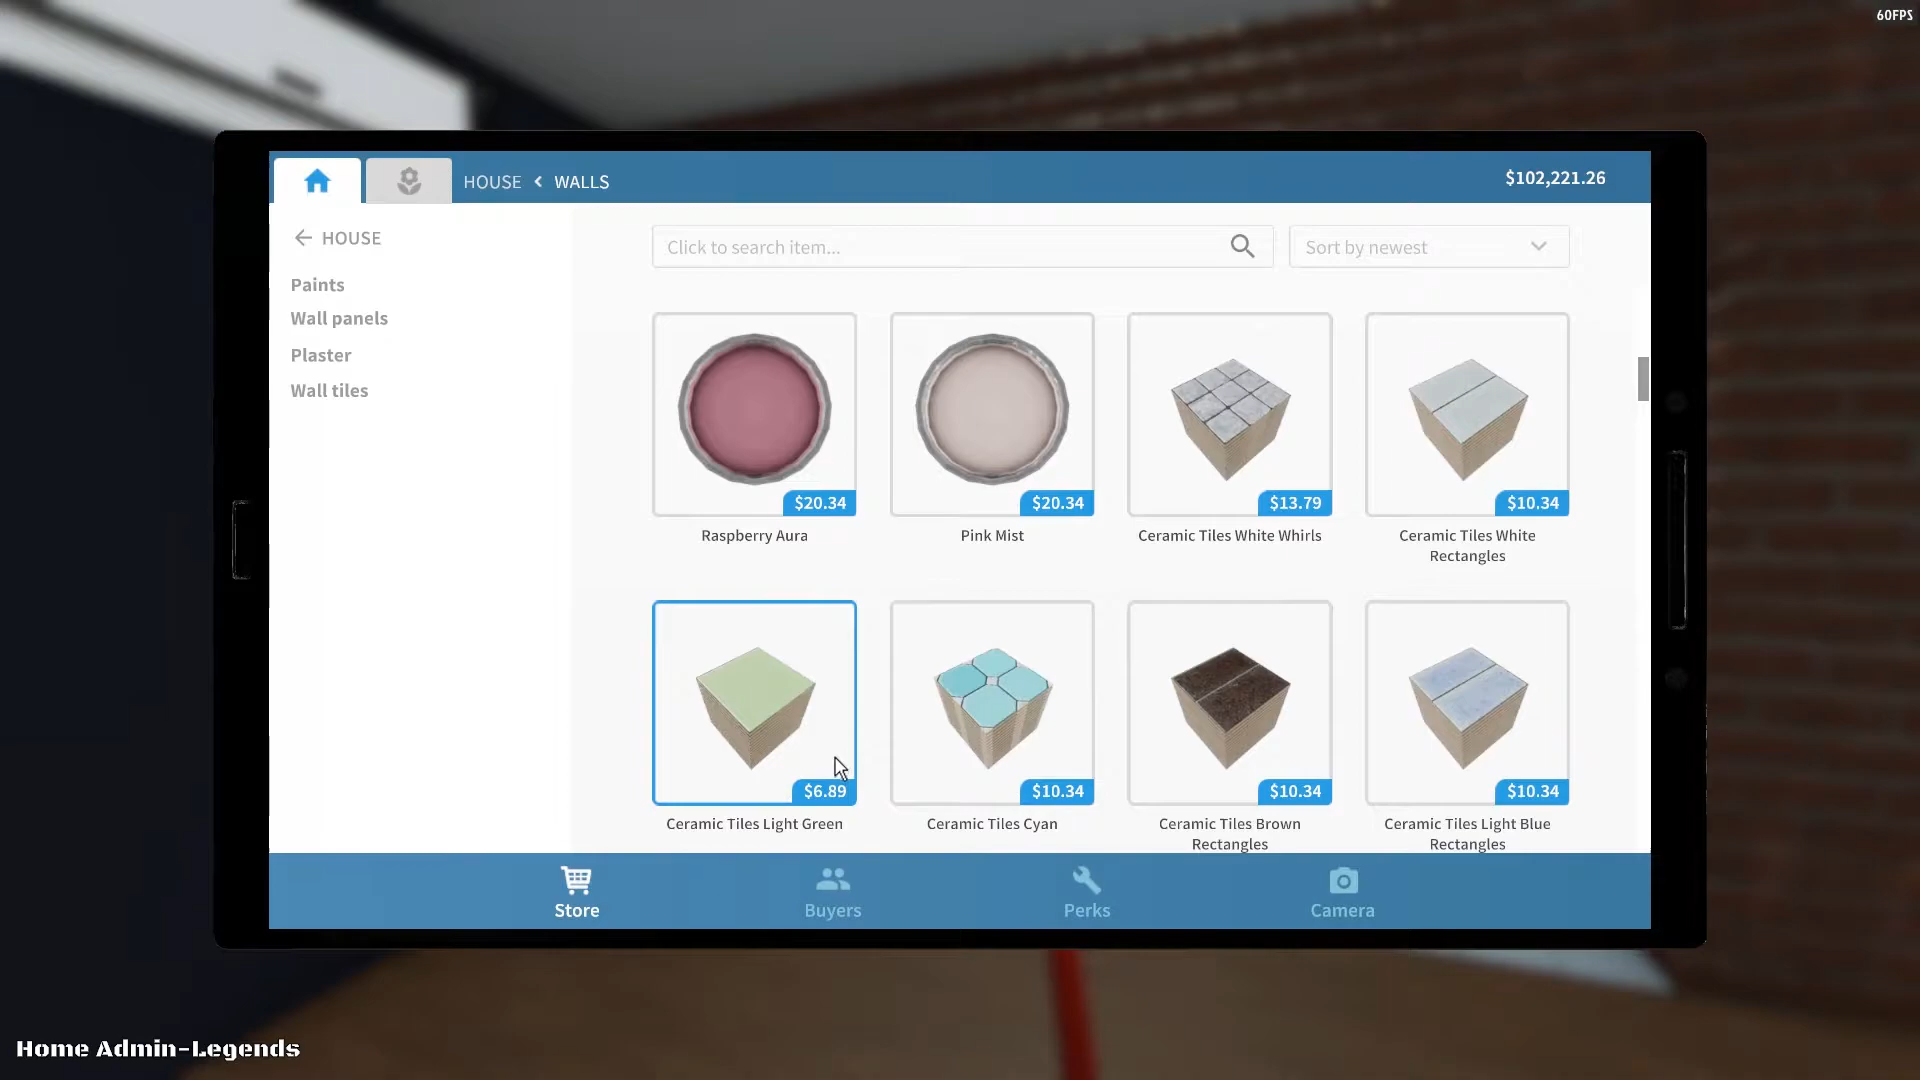 60FPS
HOUSE < WALLS
$102,221.26
← HOUSE
Click to search item...
Sort by newest
Paints
Wall panels
Plaster
Wall tiles
$20.34
$20.34
$13.79
$10.34
Raspberry Aura
Pink Mist
Ceramic Tiles White Whirls
Ceramic Tiles White
Rectangles
$6.89
$10.34
$10.34
$10.34
Ceramic Tiles Light Green
Ceramic Tiles Cyan
Ceramic Tiles Brown
Rectangles
Ceramic Tiles Light Blue
Rectangles
Store
Buyers
Perks
Camera
Home Admin-Legends